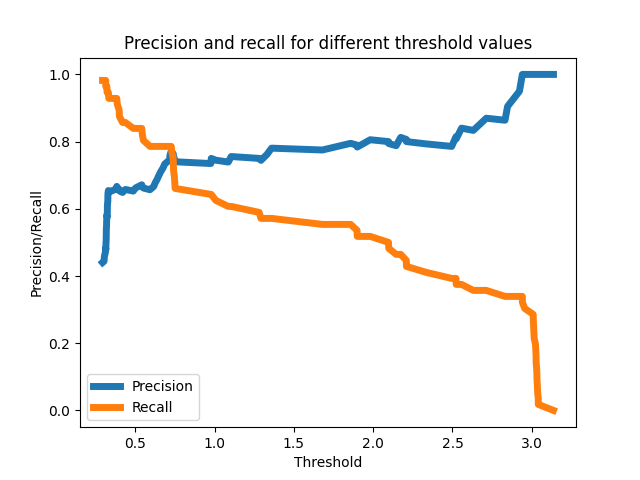 Precision and recall for different threshold values
Precision/Recall
1.0
0.8
0.6
0.4
0.2
0.0
Precision
Recall
0.5
1.0
1.5
2.0
2.5
3.0
Threshold